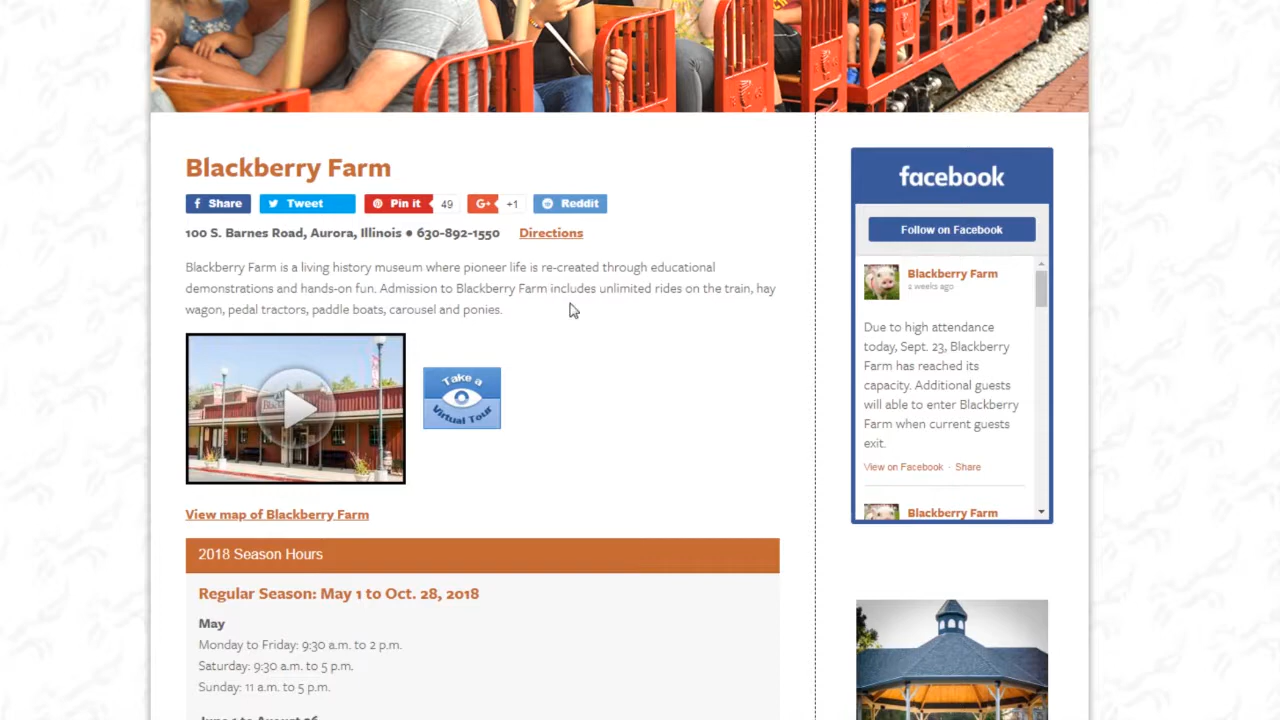 Blackberry Farm
Share Tweet Pin it 49 G+ +1 Reddit
100 S. Barnes Road, Aurora, Illinois • 630-892-1550 Directions
Blackberry Farm is a living history museum where pioneer life is re-created through educational
demonstrations and hands-on fun. Admission to Blackberry Farm includes unlimited rides on the train, hay
wagon, pedal tractors, paddle boats, carousel and ponies.
Take a
Virtual Tour
View map of Blackberry Farm
2018 Season Hours
Regular Season: May 1 to Oct. 28, 2018
May
Monday to Friday: 9:30 a.m. to 2 p.m.
Saturday: 9:30 a.m. to 5 p.m.
Sunday: 11 a.m. to 5 p.m.
facebook
Follow on Facebook
Blackberry Farm
2 weeks ago
Due to high attendance
today, Sept. 23, Blackberry
Farm has reached its
capacity. Additional guests
will able to enter Blackberry
Farm when current guests
exit.
View on Facebook · Share
Blackberry Farm